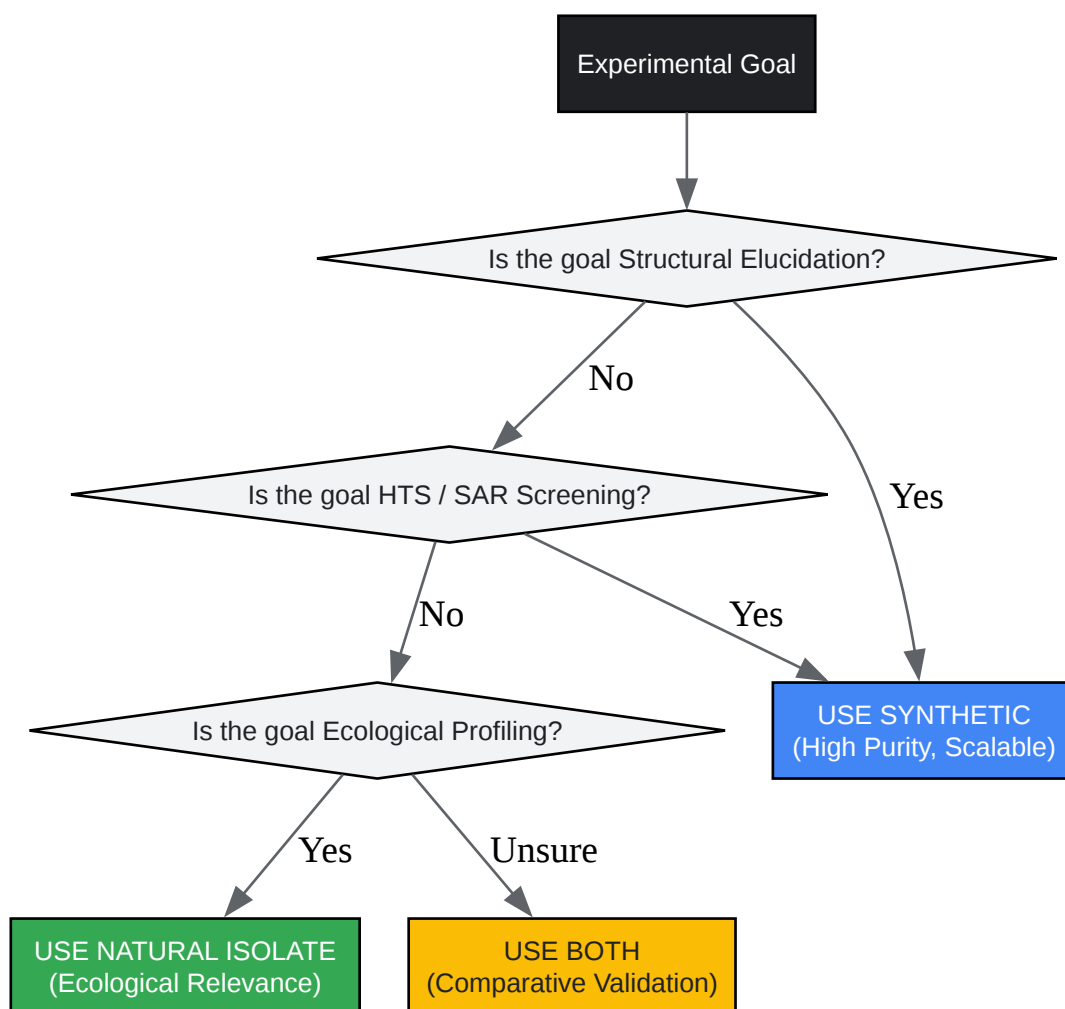 Experimental Goal
Is the goal Structural Elucidation?
No
Yes
Is the goal HTS / SAR Screening?
No
Yes
USE SYNTHETIC
(High Purity, Scalable)
Is the goal Ecological Profiling?
Yes
Unsure
USE NATURAL ISOLATE
(Ecological Relevance)
USE BOTH
(Comparative Validation)